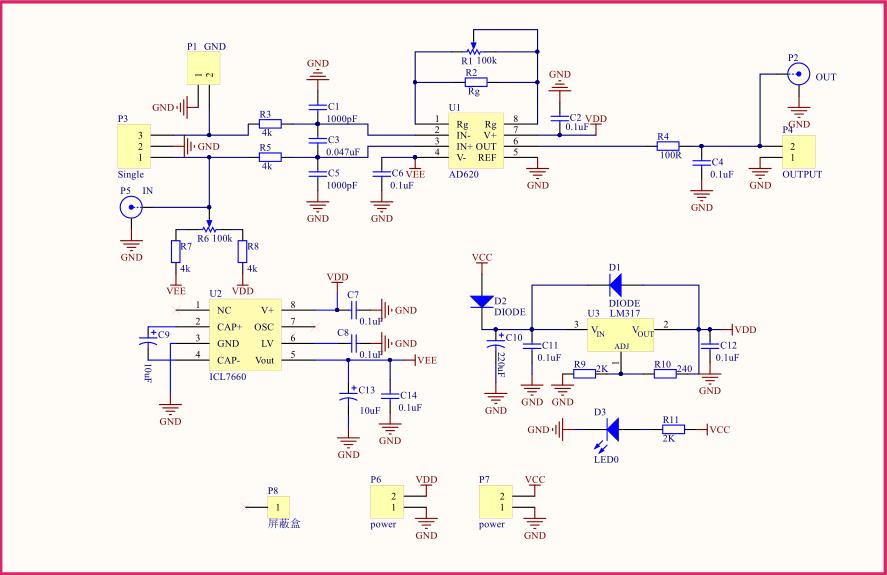 P1 GND
1 2
GND
P3
3
2
1
Single
GND
P5 IN
GND
R3
4k
R5
4k
GND
C1
1000pF
C3
0.047uF
C5
1000pF
GND
R6 100k
R7
4k
R8
4k
VEE
VDD
R1 100k
R2
Rg
U1
1 Rg Rg 8
2 IN- V+ 7
3 IN+ OUT 6
4 V- REF 5
AD620
VEE
C6
0.1uF
GND
GND
C2
0.1uF
VDD
GND
R4
100R
C4
0.1uF
GND
P2
OUT
GND
P4
2
1
OUTPUT
GND
U2
1 NC V+ 8
2 CAP+ OSC 7
3 GND LV 6
4 CAP- Vout 5
ICL7660
C9
10uF
GND
VDD
C7
0.1uF
GND
C8
0.1uF
GND
VEE
C13
10uF
GND
C14
0.1uF
GND
VCC
D2
DIODE
C10
220uF
GND
C11
0.1uF
GND
D1
DIODE
U3 LM317
3 VIN VOUT 2
ADJ
1
R9 2K
GND
R10 240
VDD
C12
0.1uF
GND
GND
D3
LED0
R11
2K
VCC
P8
1
屏蔽盒
P6
2
1
power
VDD
GND
P7
2
1
power
VCC
GND